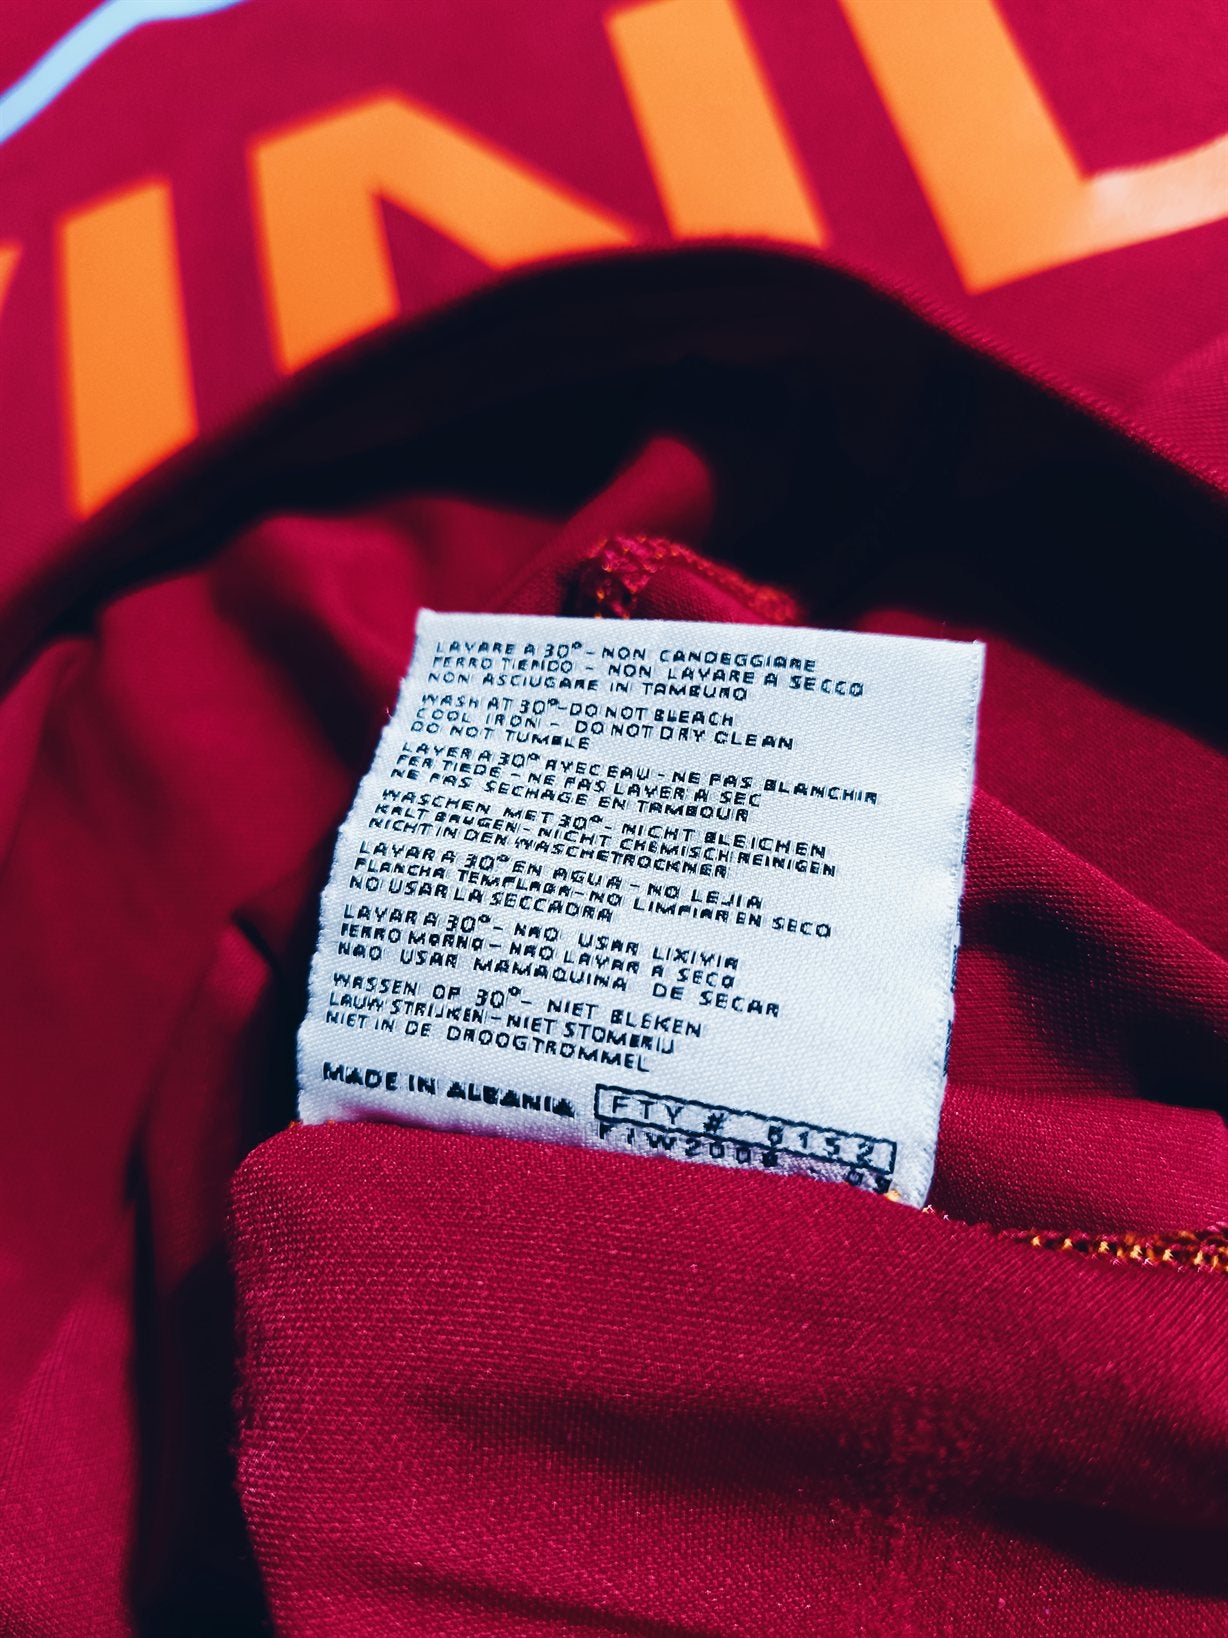 WIND
LAVARE A 30° - NON CANDEGGIARE
FERRO TIEPIDO - NON LAVARE A SECCO
NON ASCIUGARE IN TAMBURO
WASH AT 30° - DO NOT BLEACH
COOL IRON - DO NOT DRY CLEAN
DO NOT TUMBLE
LAVER A 30° AVEC EAU - NE PAS BLANCHIR
FER TIEDE - NE PAS LAVER A SEC
NE PAS SECHAGE EN TAMBOUR
WASCHEN MET 30° - NICHT BLEICHEN
KALT BAUGEN - NICHT CHEMISCH REINIGEN
NICHT IN DEN WASCHETROCKNER
LAVAR A 30° EN AGUA - NO LEJIA
PLANCHA TEMPLADA - NO LIMPIAR EN SECO
NO USAR LA SECCADRA
LAVAR A 30° - NAO USAR LIXIVIA
FERRO MORNO - NAO LAVAR A SECO
NAO USAR MAMAQUINA DE SECAR
WASSEN OP 30° - NIET BLEKEN
LAUW STRIJKEN - NIET STOMERIJ
NIET IN DE DROOGTROMMEL
MADE IN ALBANIA
FTY # 6152
F/W2008 09